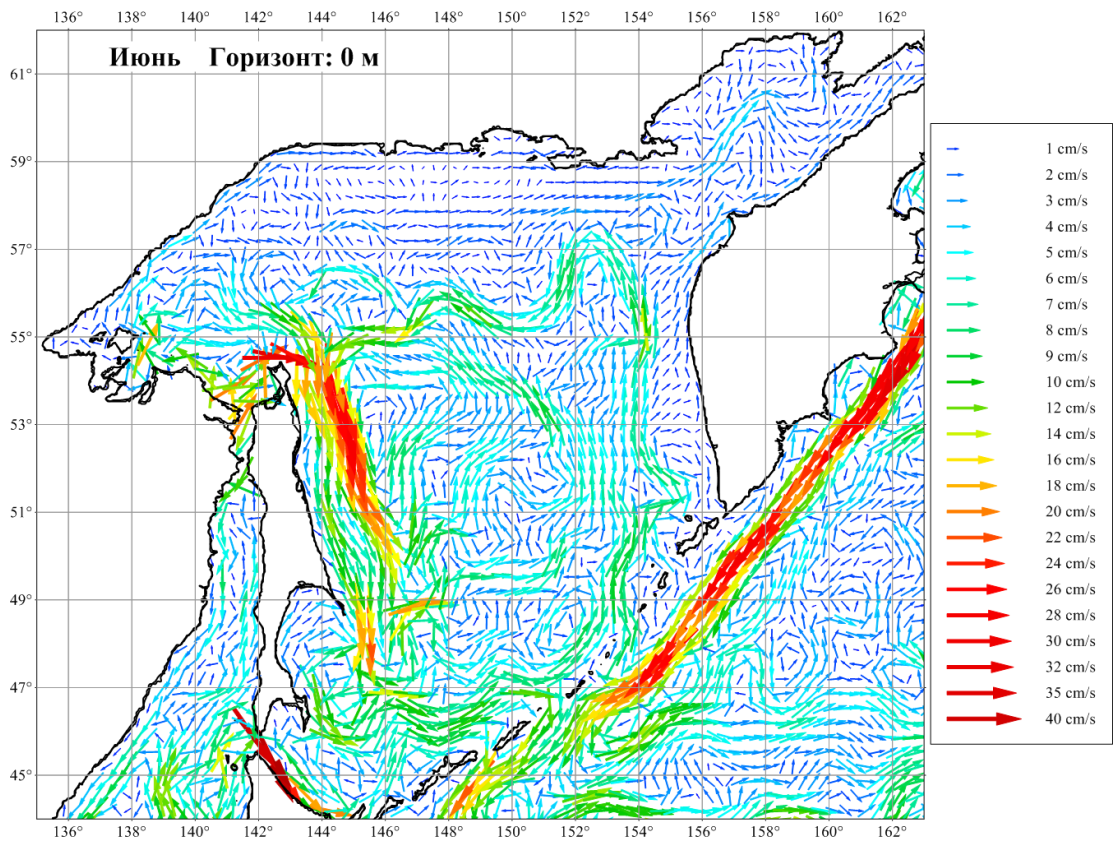 136° 138° 140° 142° 144° 146° 148° 150° 152° 154° 156° 158° 160° 162°
Июнь Горизонт: 0 м
61°
59°
57°
55°
53°
51°
49°
47°
45°
136° 138° 140° 142° 144° 146° 148° 150° 152° 154° 156° 158° 160° 162°
1 cm/s
2 cm/s
3 cm/s
4 cm/s
5 cm/s
6 cm/s
7 cm/s
8 cm/s
9 cm/s
10 cm/s
12 cm/s
14 cm/s
16 cm/s
18 cm/s
20 cm/s
22 cm/s
24 cm/s
26 cm/s
28 cm/s
30 cm/s
32 cm/s
35 cm/s
40 cm/s